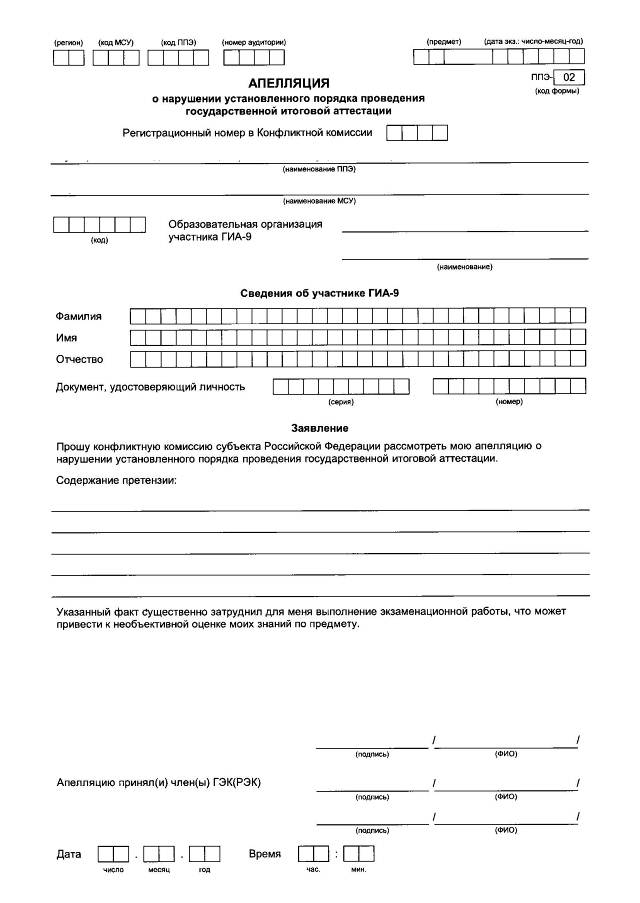 (регион) (код МСУ) (код ППЭ) (номер аудитории) (предмет) (дата экз.: число-месяц-год)
ППЭ- 02
(код формы)
АПЕЛЛЯЦИЯ
о нарушении установленного порядка проведения
государственной итоговой аттестации
Регистрационный номер в Конфликтной комиссии
(наименование ППЭ)
(наименование МСУ)
Образовательная организация
участника ГИА-9
(код)
(наименование)
Сведения об участнике ГИА-9
Фамилия
Имя
Отчество
Документ, удостоверяющий личность
(серия) (номер)
Заявление
Прошу конфликтную комиссию субъекта Российской Федерации рассмотреть мою апелляцию о
нарушении установленного порядка проведения государственной итоговой аттестации.
Содержание претензии:
Указанный факт существенно затруднил для меня выполнение экзаменационной работы, что может
привести к необъективной оценке моих знаний по предмету.
/ /
(подпись) (ФИО)
Апелляцию принял(и) член(ы) ГЭК(РЭК) / /
(подпись) (ФИО)
/ /
(подпись) (ФИО)
Дата . . Время :
число месяц год час. мин.